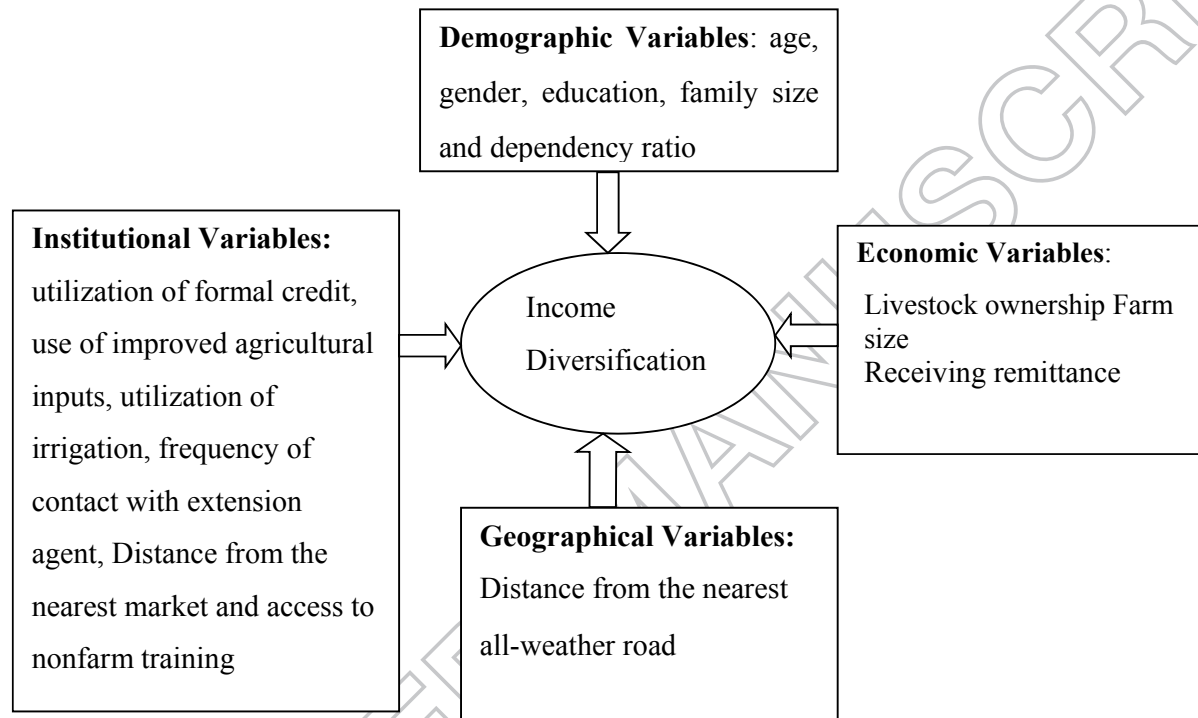 Demographic Variables: age,
gender, education, family size
and dependency ratio
Institutional Variables:
utilization of formal credit,
use of improved agricultural
inputs, utilization of
irrigation, frequency of
contact with extension
agent, Distance from the
nearest market and access to
nonfarm training
Income
Diversification
Economic Variables:
Livestock ownership Farm
size
Receiving remittance
Geographical Variables:
Distance from the nearest
all-weather road